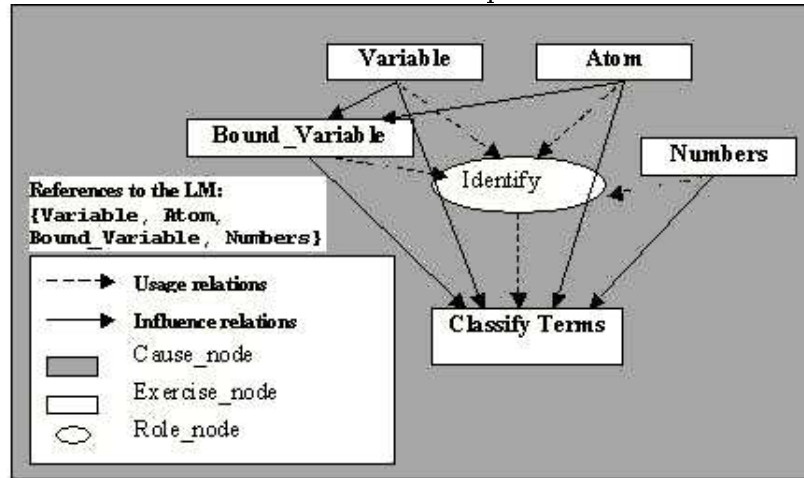 Variable
Atom
Bound_Variable
Numbers
Identify
References to the LM:
{Variable, Atom,
Bound_Variable, Numbers}
Usage relations
Influence relations
Classify Terms
Cause_node
Exercise_node
Role_node